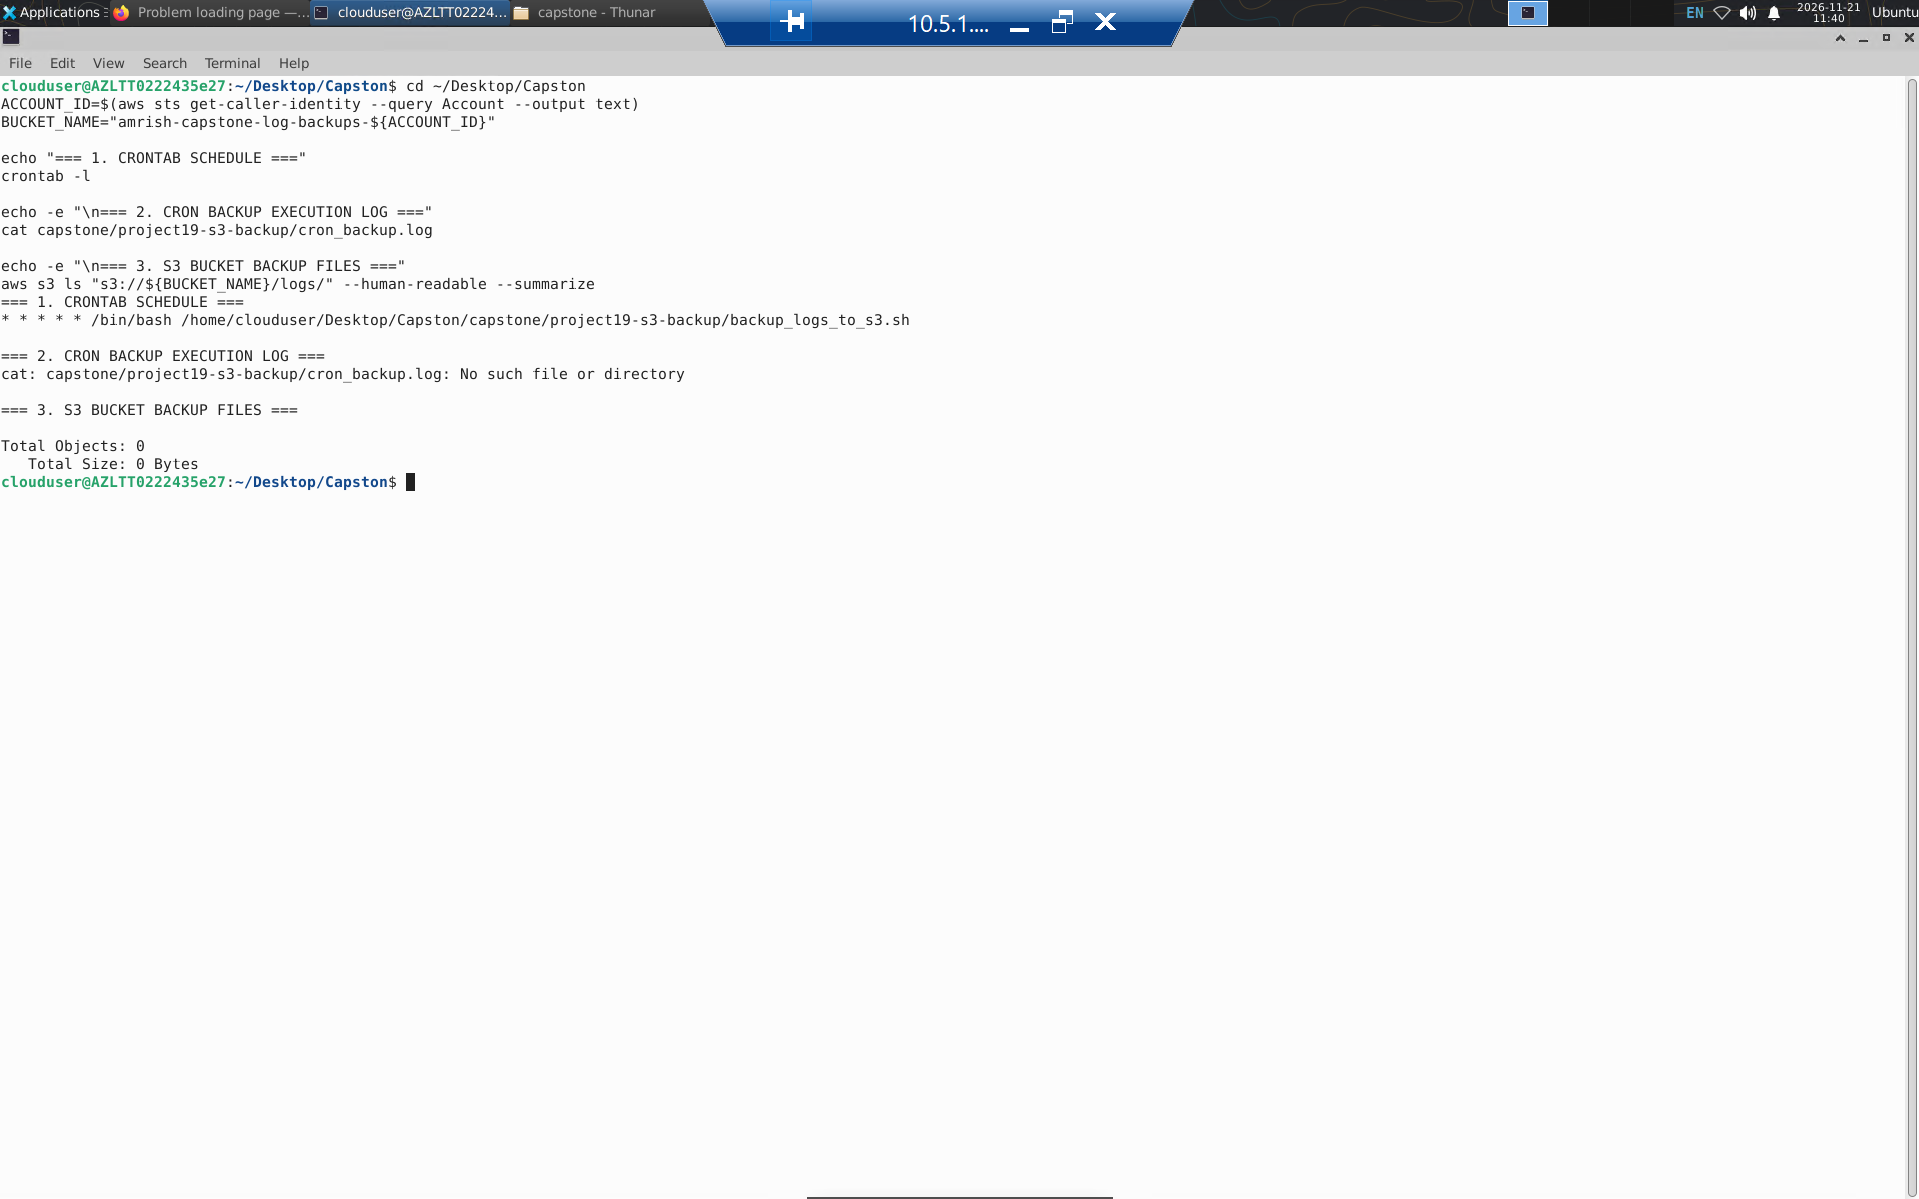 Applications
Problem loading page —...
clouduser@AZLTT02224...
capstone - Thunar
10.5.1....
EN
2026-11-21
11:40
Ubuntu
File Edit View Search Terminal Help
clouduser@AZLTT0222435e27:~/Desktop/Capston$ cd ~/Desktop/Capston
ACCOUNT_ID=$(aws sts get-caller-identity --query Account --output text)
BUCKET_NAME="amrish-capstone-log-backups-${ACCOUNT_ID}"
echo "=== 1. CRONTAB SCHEDULE ==="
crontab -l
echo -e "\n=== 2. CRON BACKUP EXECUTION LOG ==="
cat capstone/project19-s3-backup/cron_backup.log
echo -e "\n=== 3. S3 BUCKET BACKUP FILES ==="
aws s3 ls "s3://${BUCKET_NAME}/logs/" --human-readable --summarize
=== 1. CRONTAB SCHEDULE ===
* * * * * /bin/bash /home/clouduser/Desktop/Capston/capstone/project19-s3-backup/backup_logs_to_s3.sh
=== 2. CRON BACKUP EXECUTION LOG ===
cat: capstone/project19-s3-backup/cron_backup.log: No such file or directory
=== 3. S3 BUCKET BACKUP FILES ===
Total Objects: 0
Total Size: 0 Bytes
clouduser@AZLTT0222435e27:~/Desktop/Capston$